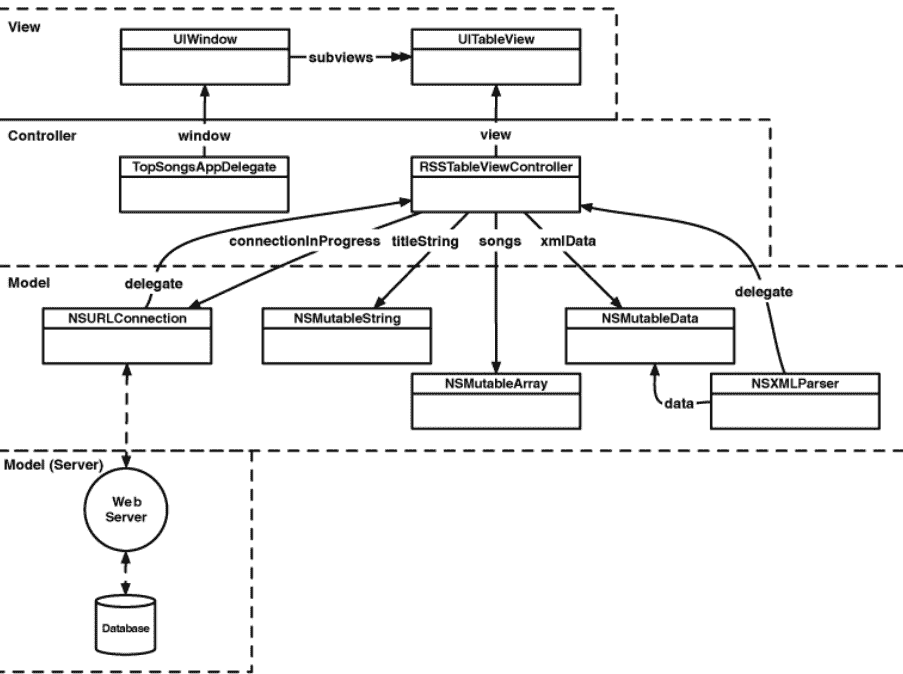 View
UIWindow
subviews
UITableView
Controller
window
view
TopSongsAppDelegate
RSSTableViewController
connectionInProgress
titleString
songs
xmlData
Model
delegate
delegate
NSURLConnection
NSMutableString
NSMutableData
NSMutableArray
data
NSXMLParser
Model (Server)
Web
Server
Database